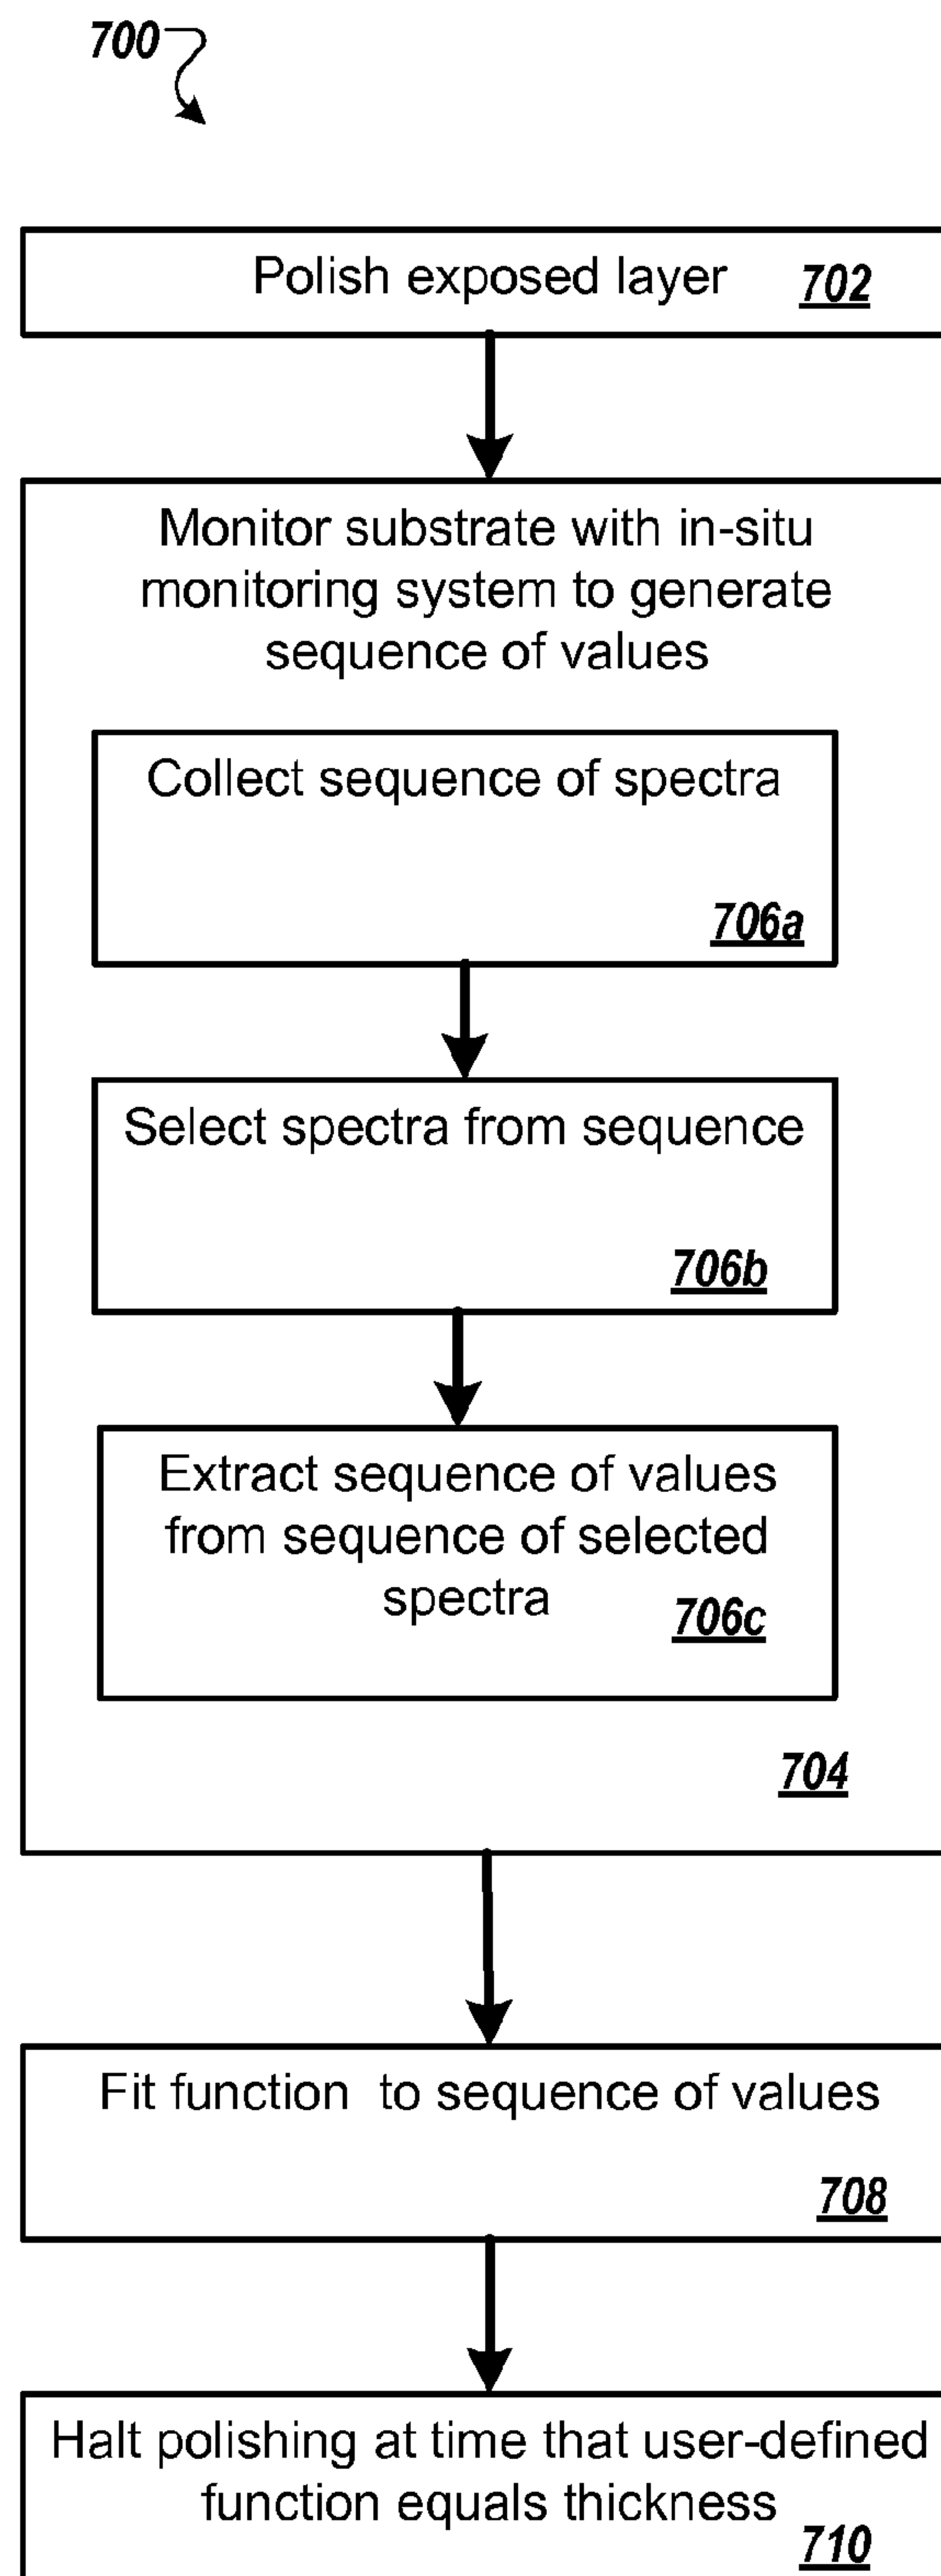 700
Polish exposed layer 702
Monitor substrate with in-situ
monitoring system to generate
sequence of values
Collect sequence of spectra
706a
Select spectra from sequence
706b
Extract sequence of values
from sequence of selected
spectra 706c
704
Fit function to sequence of values
708
Halt polishing at time that user-defined
function equals thickness
710